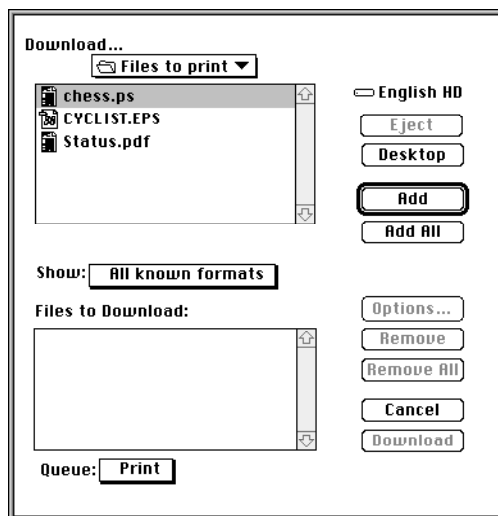 Download...
Files to print
chess.ps
CYCLIST.EPS
Status.pdf
English HD
Eject
Desktop
Add
Add All
Show: All known formats
Files to Download:
Options...
Remove
Remove All
Cancel
Download
Queue: Print